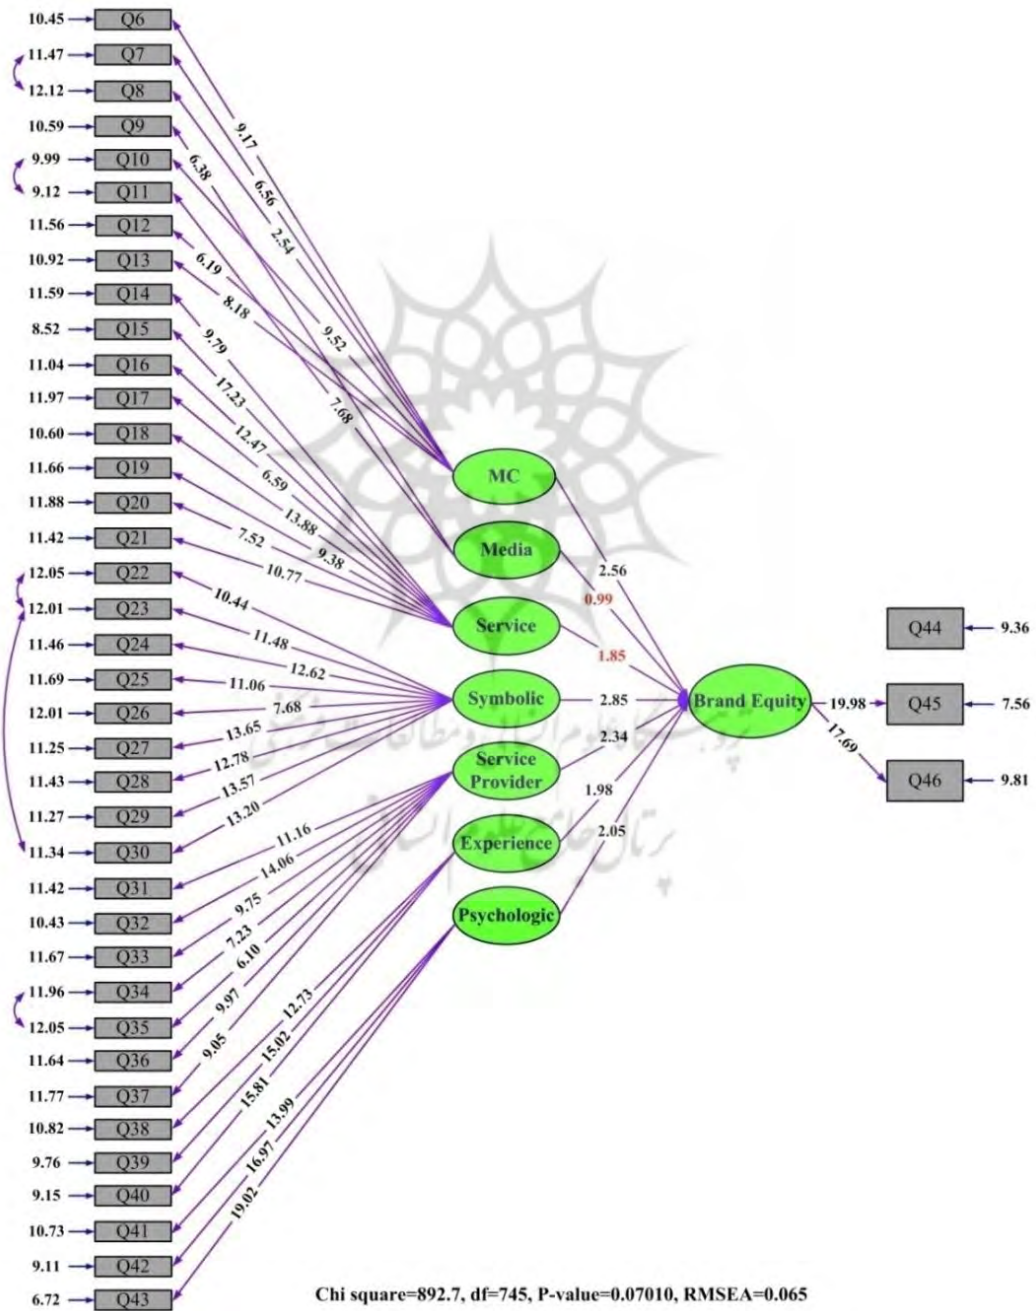 10.45 Q6
11.47 Q7
12.12 Q8
10.59 Q9
9.99 Q10
9.12 Q11
11.56 Q12
10.92 Q13
11.59 Q14
8.52 Q15
11.04 Q16
11.97 Q17
10.60 Q18
11.66 Q19
11.88 Q20
11.42 Q21
12.05 Q22
12.01 Q23
11.46 Q24
11.69 Q25
12.01 Q26
11.25 Q27
11.43 Q28
11.27 Q29
11.34 Q30
11.42 Q31
10.43 Q32
11.67 Q33
11.96 Q34
12.05 Q35
11.64 Q36
11.77 Q37
10.82 Q38
9.76 Q39
9.15 Q40
10.73 Q41
9.11 Q42
6.72 Q43
9.17
6.38
6.56
2.54
6.19
8.18
9.52
9.79
7.68
17.23
12.47
6.59
13.88
9.38
7.52
10.77
10.44
11.48
12.62
11.06
7.68
13.65
12.78
13.57
13.20
11.16
14.06
9.75
7.23
6.10
9.97
9.05
12.73
15.02
15.81
13.99
16.97
19.02
MC
Media
Service
Symbolic
Service
Provider
Experience
Psychologic
2.56
0.99
1.85
2.85
2.34
1.98
2.05
Brand Equity
19.98
17.69
Q44 9.36
Q45 7.56
Q46 9.81
پژوهشگاه علوم انسانی و مطالعات فرهنگی
پرتال جامع علوم انسانی
Chi square=892.7, df=745, P-value=0.07010, RMSEA=0.065